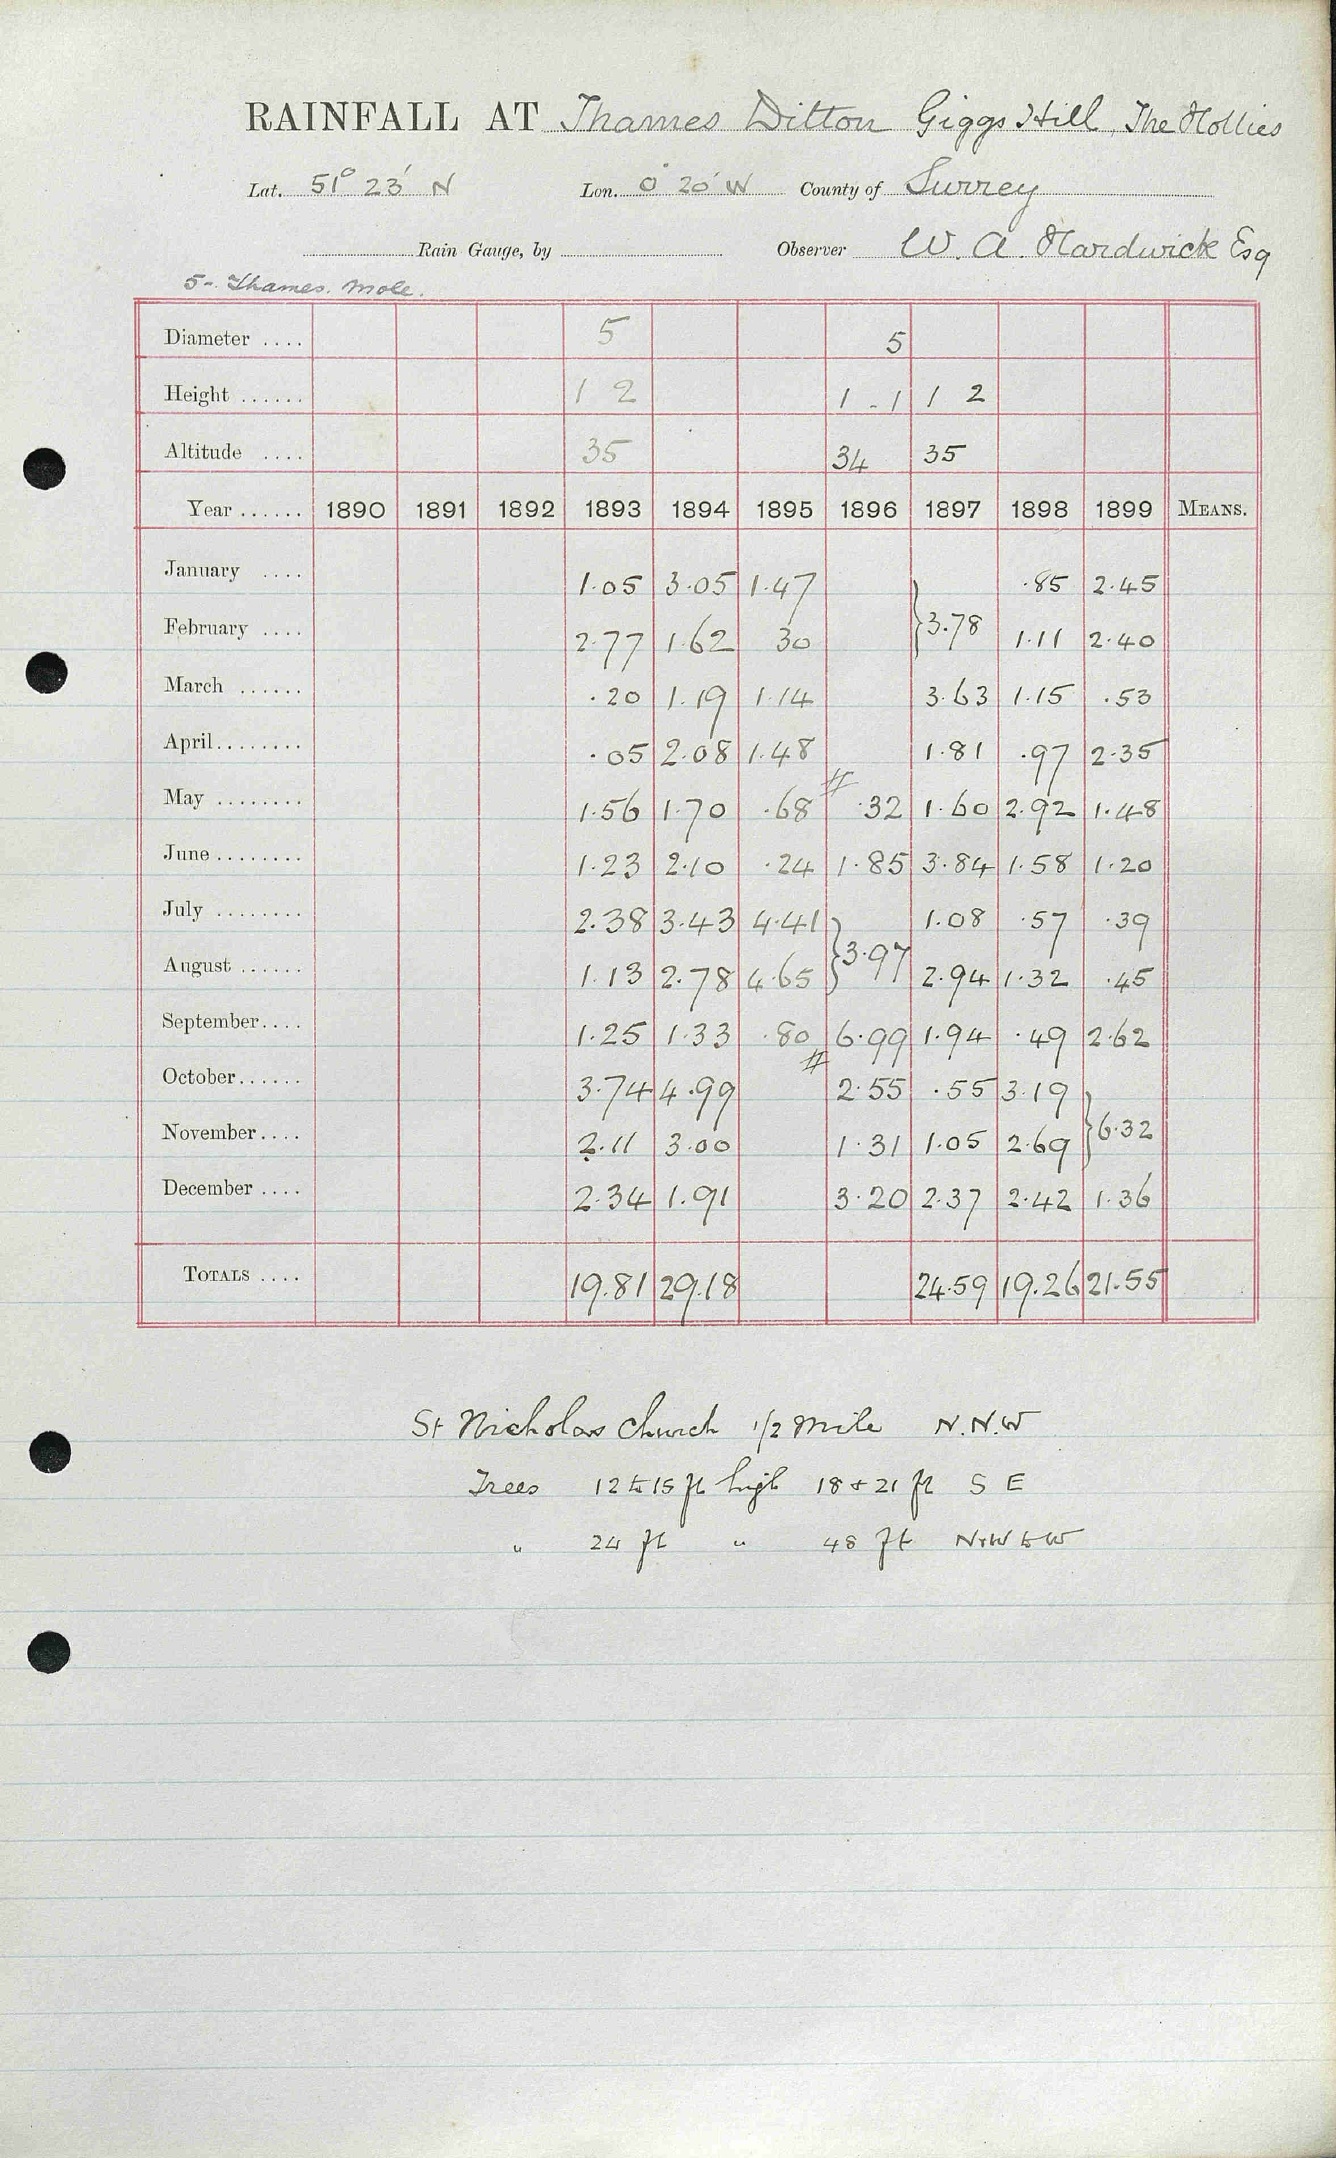 RAINFALL AT Thames Ditton Giggs Hill, The Hollies
Lat. 51° 23′ N Lon. 0° 20′ W County of Surrey
Rain Gauge, by Observer W. A. Hardwick Esq
5 - Thames. Mole.
Diameter .... 5 5
Height ...... 1 2 1 - 1 1 2
Altitude .... 35 34 35
Year ...... 1890 1891 1892 1893 1894 1895 1896 1897 1898 1899 MEANS.
January .... 1.05 3.05 1.47 .85 2.45
} 3.78
February .... 2.77 1.62 30 1.11 2.40
March ...... .20 1.19 1.14 3.63 1.15 .53
April ........ .05 2.08 1.48 1.81 .97 2.35
May ........ 1.56 1.70 .68 # .32 1.60 2.92 1.48
June ........ 1.23 2.10 .24 1.85 3.84 1.58 1.20
July ........ 2.38 3.43 4.41 1.08 .57 .39
} 3.97
August ...... 1.13 2.78 4.65 2.94 1.32 .45
September .... 1.25 1.33 .80 6.99 1.94 .49 2.62
October ...... 3.74 4.99 # 2.55 .55 3.19
} 6.32
November .... 2.11 3.00 1.31 1.05 2.69
December .... 2.34 1.91 3.20 2.37 2.42 1.36
TOTALS .... 19.81 29.18 24.59 19.26 21.55
St Nicholas Church 1/2 Mile N.N.W
Trees 12 to 15 ft high 18 & 21 ft S E
" 24 ft " 48 ft NNW to W